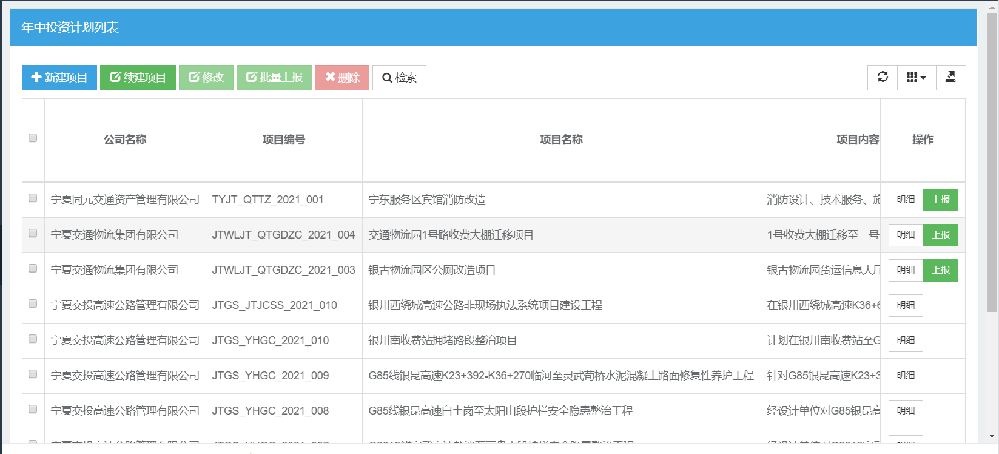 年中投资计划列表
新建项目 续建项目 修改 批量上报 删除 检索
公司名称 项目编号 项目名称 项目内容 操作
宁夏同元交通资产管理有限公司 TYJT_QTTZ_2021_001 宁东服务区宾馆消防改造 消防设计、技术服务、施 明细 上报
宁夏交通物流集团有限公司 JTWLJT_QTGDZC_2021_004 交通物流园1号路收费大棚迁移项目 1号收费大棚迁移至一号 明细 上报
宁夏交通物流集团有限公司 JTWLJT_QTGDZC_2021_003 银古物流园区公厕改造项目 银古物流园货运信息大厅 明细 上报
宁夏交投高速公路管理有限公司 JTGS_JTJCSS_2021_010 银川西绕城高速公路非现场执法系统项目建设工程 在银川西绕城高速K36+6 明细
宁夏交投高速公路管理有限公司 JTGS_YHGC_2021_010 银川南收费站拥堵路段整治项目 计划在银川南收费站至G 明细
宁夏交投高速公路管理有限公司 JTGS_YHGC_2021_009 G85线银昆高速K23+392-K36+270临河至灵武荀桥水泥混凝土路面修复性养护工程 针对G85银昆高速K23+3 明细
宁夏交投高速公路管理有限公司 JTGS_YHGC_2021_008 G85线银昆高速白土岗至太阳山段护栏安全隐患整治工程 经设计单位对G85银昆高 明细